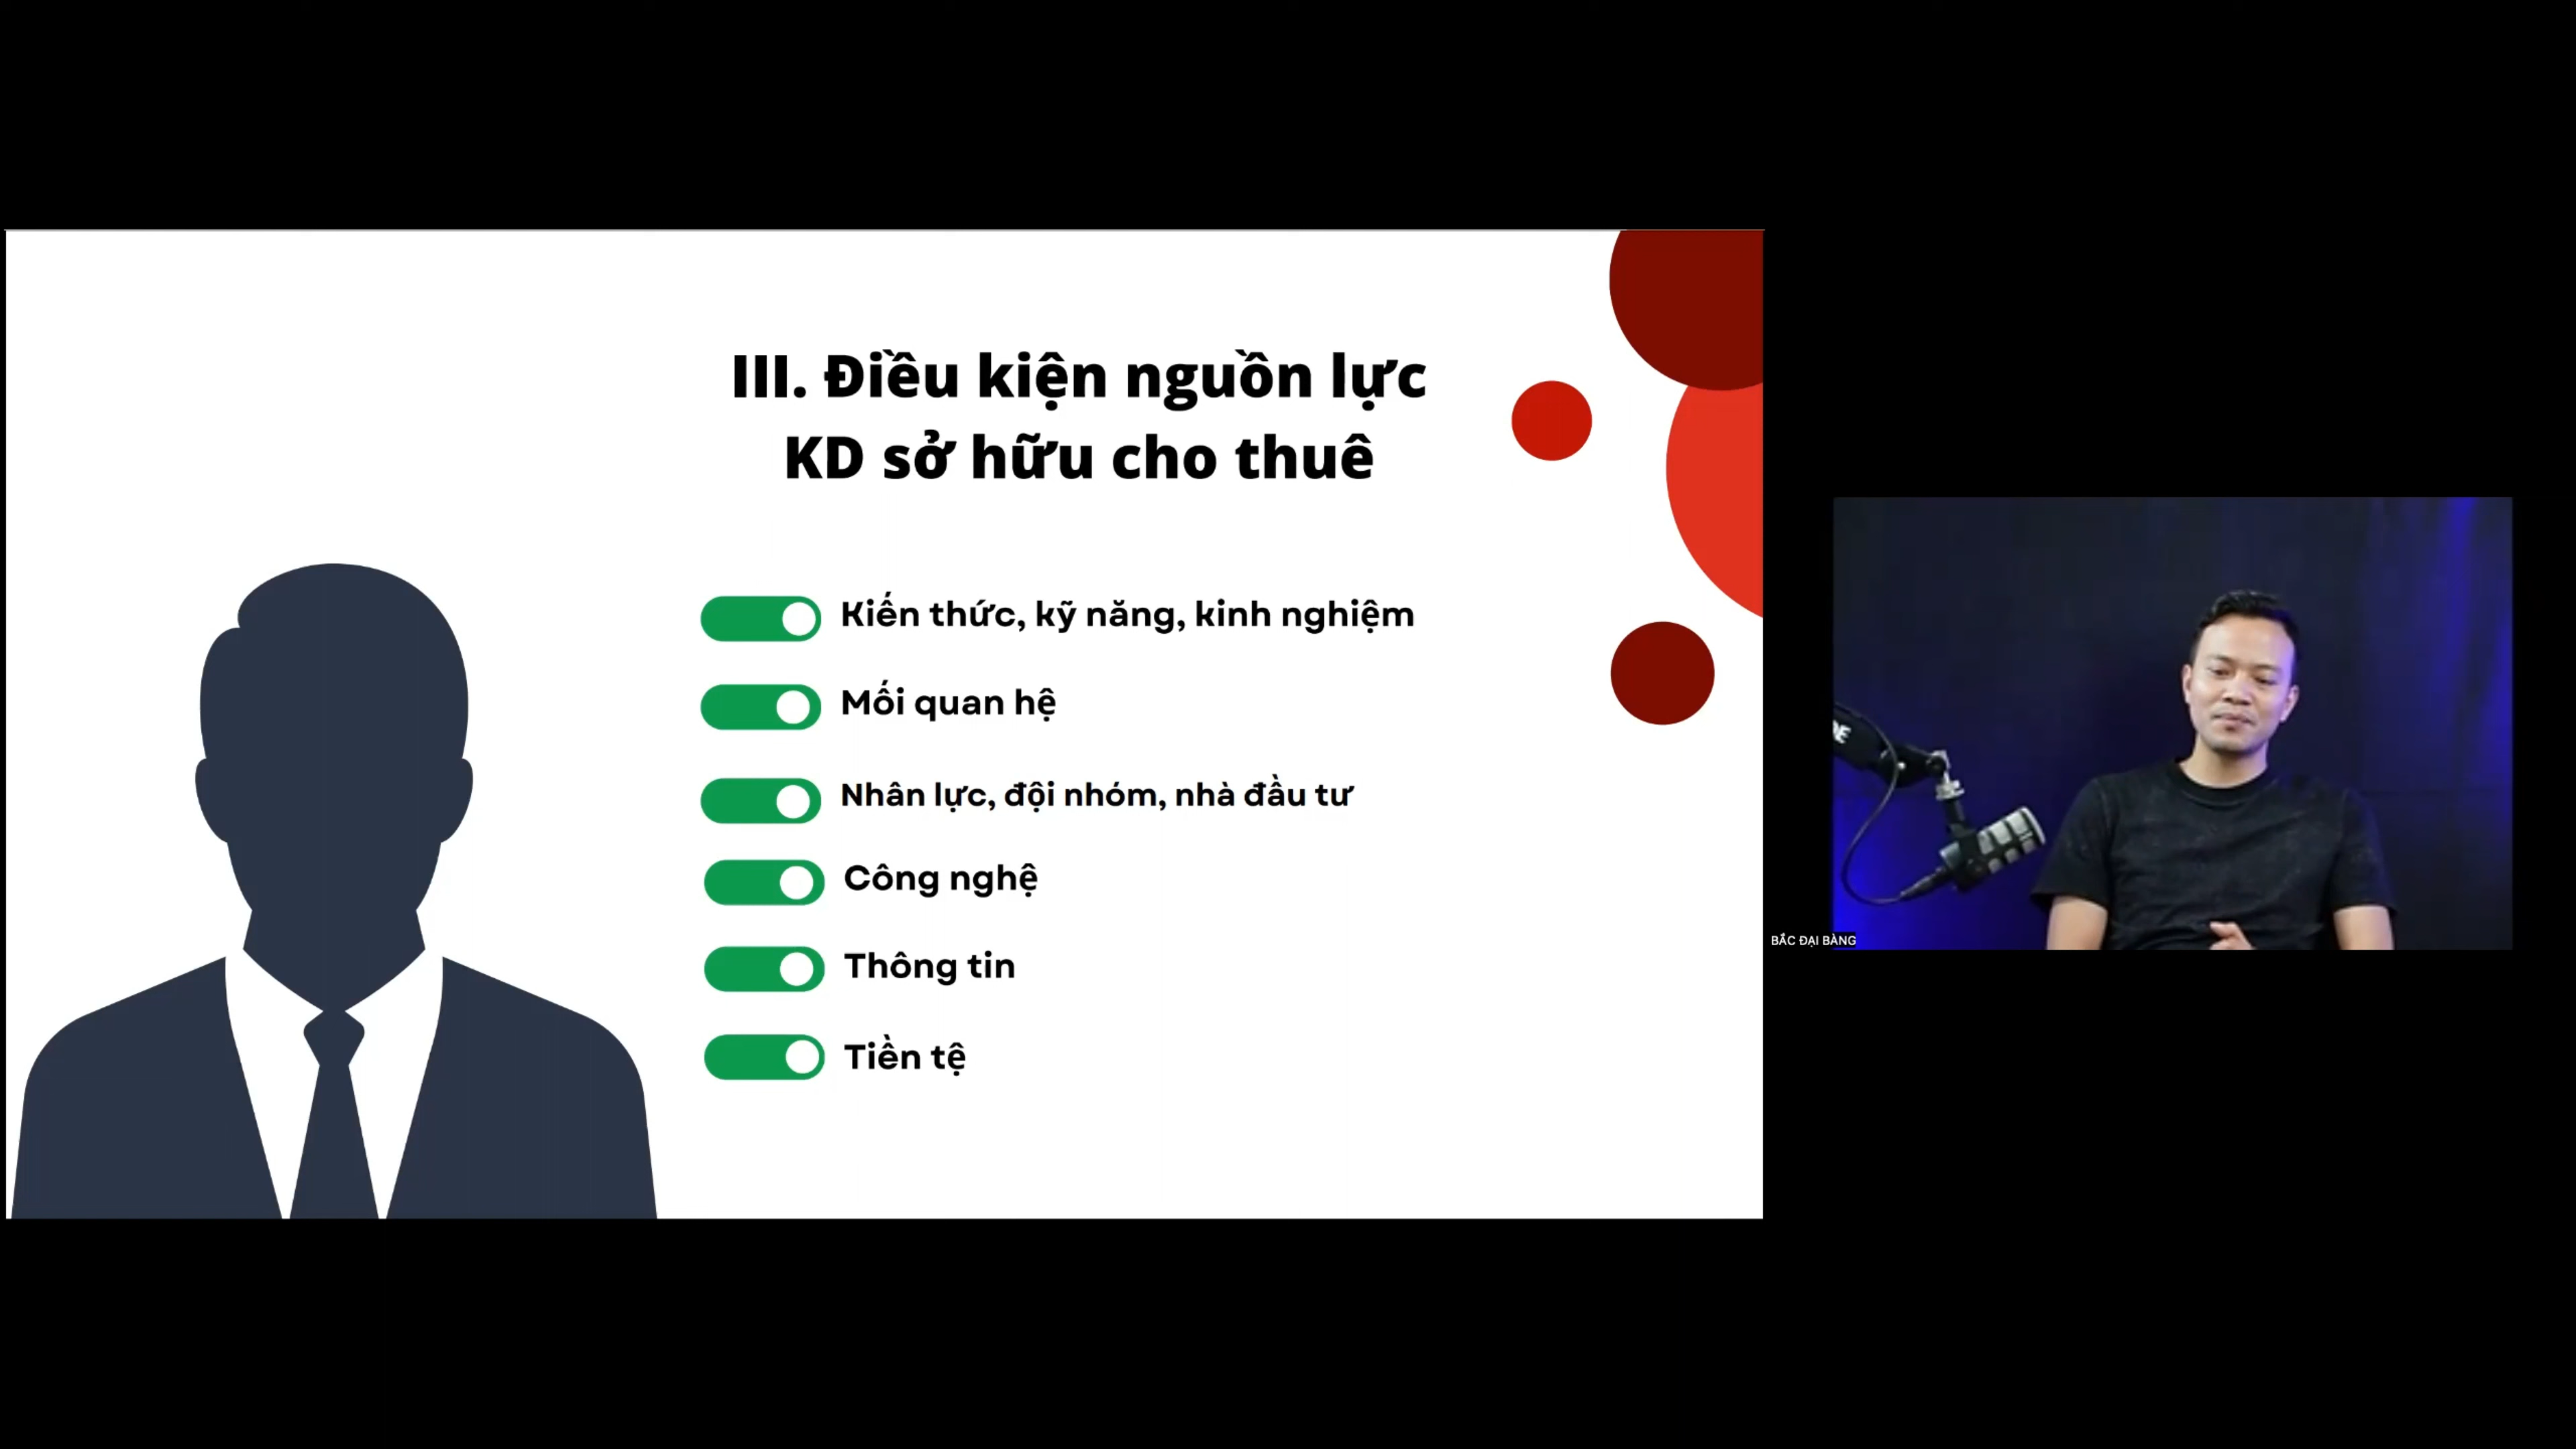 III. Điều kiện nguồn lực
KD sở hữu cho thuê
Kiến thức, kỹ năng, kinh nghiệm
Mối quan hệ
Nhân lực, đội nhóm, nhà đầu tư
Công nghệ
Thông tin
Tiền tệ
BẮC ĐẠI BÀNG